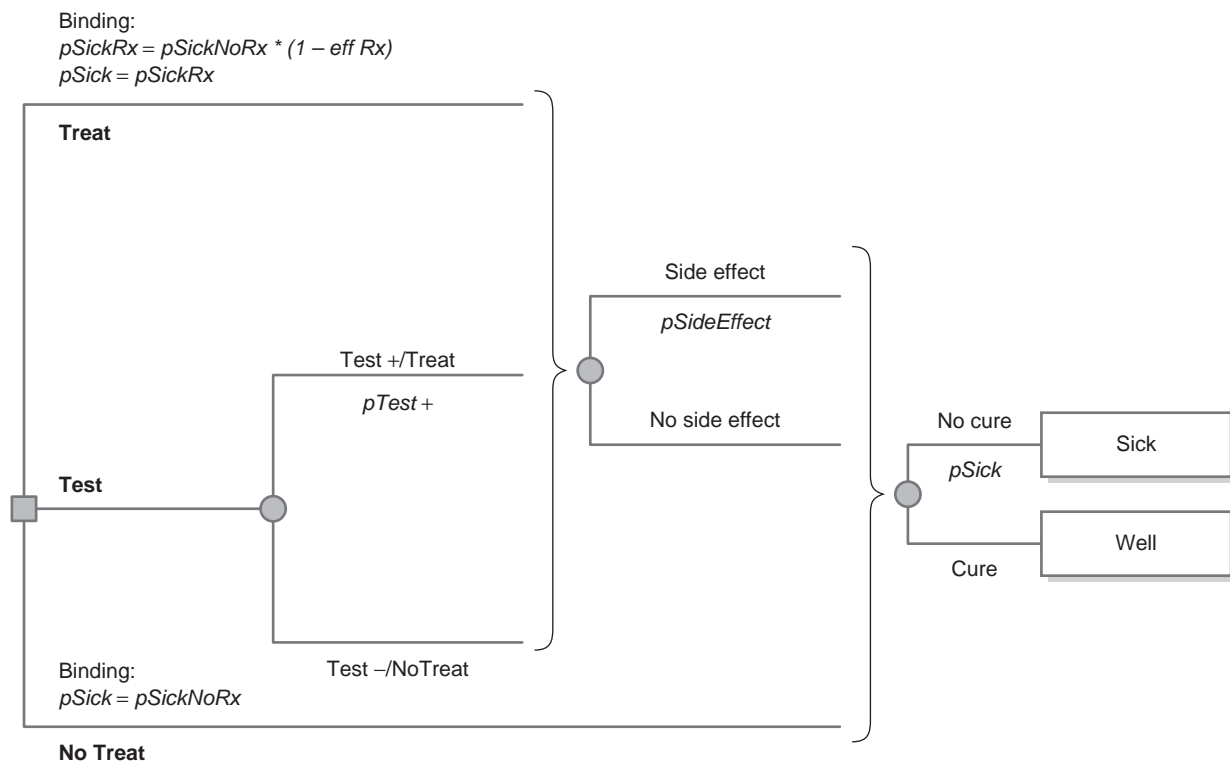 Binding:
pSickRx = pSickNoRx * (1 – eff Rx)
pSick = pSickRx
Treat
Side effect
pSideEffect
Test +/Treat
pTest +
No side effect
No cure
pSick
Sick
Test
Well
Cure
Test –/NoTreat
Binding:
pSick = pSickNoRx
No Treat